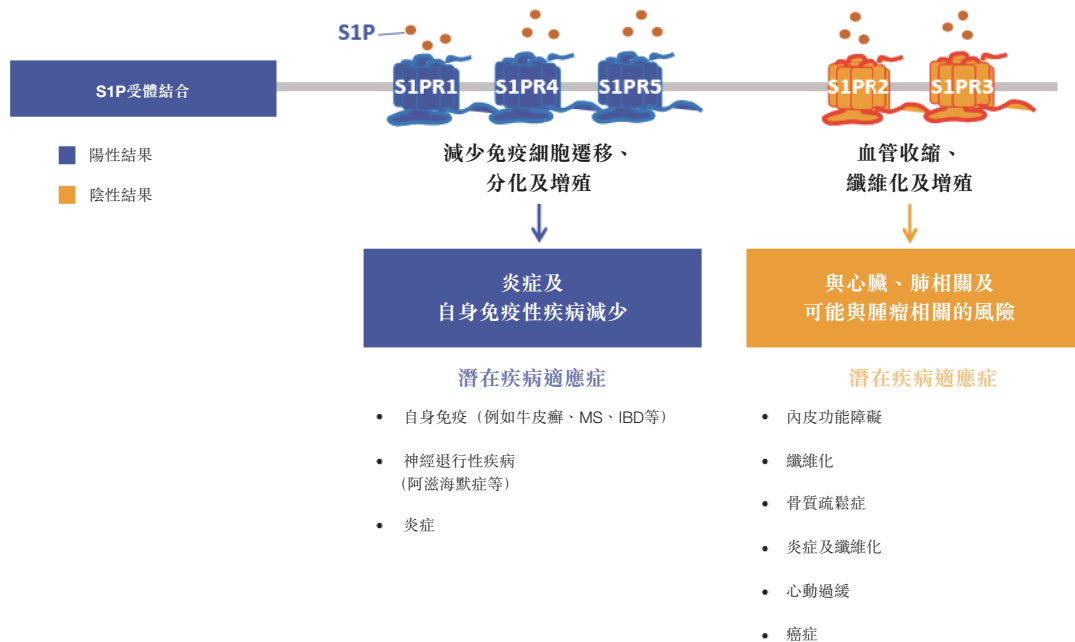 S1P
S1P受體結合
S1PR1
S1PR4
S1PR5
S1PR2
S1PR3
陽性結果
陰性結果
減少免疫細胞遷移、
分化及增殖
血管收縮、
纖維化及增殖
炎症及
自身免疫性疾病減少
與心臟、肺相關及
可能與腫瘤相關的風險
潛在疾病適應症
• 自身免疫（例如牛皮癬、MS、IBD等）
• 神經退行性疾病
（阿滋海默症等）
• 炎症
潛在疾病適應症
• 內皮功能障礙
• 纖維化
• 骨質疏鬆症
• 炎症及纖維化
• 心動過緩
• 癌症